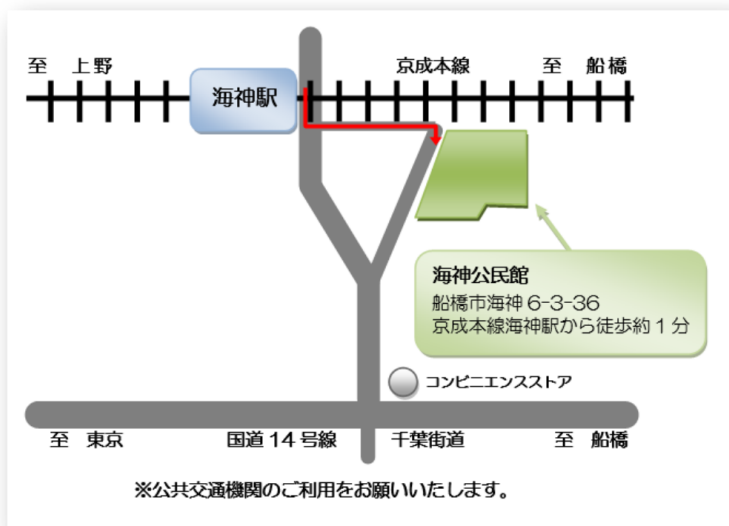 至 上野
京成本線
至 船橋
海神駅
海神公民館
船橋市海神 6-3-36
京成本線海神駅から徒歩約 1 分
コンビニエンスストア
至 東京
国道 14 号線
千葉街道
至 船橋
※公共交通機関のご利用をお願いいたします。